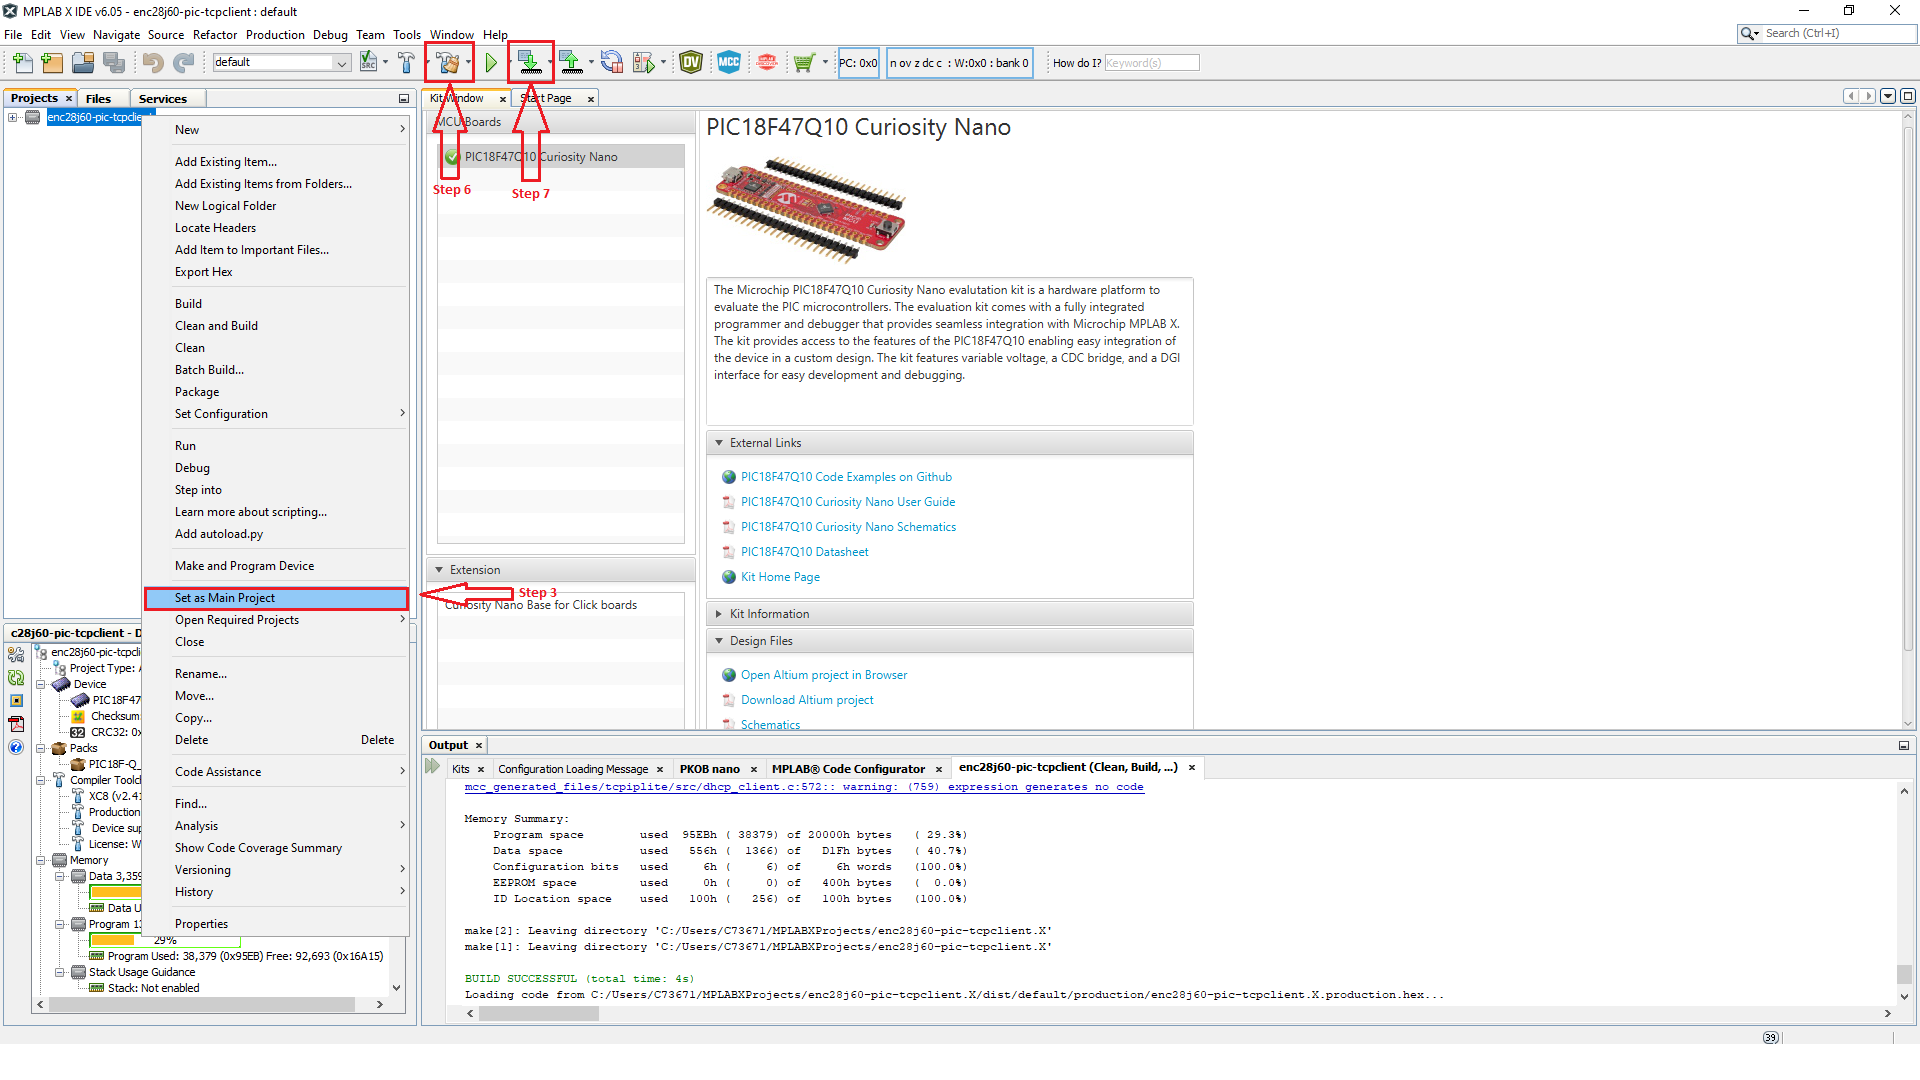 MPLAB X IDE v6.05 - enc28j60-pic-tcpclient : default
File Edit View Navigate Source Refactor Production Debug Team Tools Window Help
Search (Ctrl+I)
default
SRC
DV
MCC
PC: 0x0
n ov z dc c : W:0x0 : bank 0
How do I?
Keyword(s)
Projects
Files
Services
enc28j60-pic-tcpclie
New
Add Existing Item...
Add Existing Items from Folders...
New Logical Folder
Locate Headers
Add Item to Important Files...
Export Hex
Build
Clean and Build
Clean
Batch Build...
Package
Set Configuration
Run
Debug
Step into
Learn more about scripting...
Add autoload.py
Make and Program Device
Set as Main Project
Open Required Projects
Close
Rename...
Move...
Copy...
Delete Delete
Code Assistance
Find...
Analysis
Show Code Coverage Summary
Versioning
History
Properties
c28j60-pic-tcpclient - D
enc28j60-pic-tcpcli
Project Type: A
Device
PIC18F47
Checksum:
CRC32: 0x
Packs
PIC18F-Q_
Compiler Toolch
XC8 (v2.41
Production
Device sup
License: W
Memory
Data 3,359
Data U
Program 13
29%
Program Used: 38,379 (0x95EB) Free: 92,693 (0x16A15)
Stack Usage Guidance
Stack: Not enabled
Kit Window
Start Page
MCU Boards
PIC18F47Q10 Curiosity Nano
Step 6
Step 7
Extension
Step 3
Curiosity Nano Base for Click boards
PIC18F47Q10 Curiosity Nano
The Microchip PIC18F47Q10 Curiosity Nano evalutation kit is a hardware platform to
evaluate the PIC microcontrollers. The evaluation kit comes with a fully integrated
programmer and debugger that provides seamless integration with Microchip MPLAB X.
The kit provides access to the features of the PIC18F47Q10 enabling easy integration of
the device in a custom design. The kit features variable voltage, a CDC bridge, and a DGI
interface for easy development and debugging.
External Links
PIC18F47Q10 Code Examples on Github
PIC18F47Q10 Curiosity Nano User Guide
PIC18F47Q10 Curiosity Nano Schematics
PIC18F47Q10 Datasheet
Kit Home Page
Kit Information
Design Files
Open Altium project in Browser
Download Altium project
Schematics
Output
Kits
Configuration Loading Message
PKOB nano
MPLAB® Code Configurator
enc28j60-pic-tcpclient (Clean, Build, ...)
mcc_generated_files/tcpiplite/src/dhcp_client.c:572:: warning: (759) expression generates no code
Memory Summary:
Program space used 95EBh ( 38379) of 20000h bytes ( 29.3%)
Data space used 556h ( 1366) of D1Fh bytes ( 40.7%)
Configuration bits used 6h ( 6) of 6h words (100.0%)
EEPROM space used 0h ( 0) of 400h bytes ( 0.0%)
ID Location space used 100h ( 256) of 100h bytes (100.0%)
make[2]: Leaving directory 'C:/Users/C73671/MPLABXProjects/enc28j60-pic-tcpclient.X'
make[1]: Leaving directory 'C:/Users/C73671/MPLABXProjects/enc28j60-pic-tcpclient.X'
BUILD SUCCESSFUL (total time: 4s)
Loading code from C:/Users/C73671/MPLABXProjects/enc28j60-pic-tcpclient.X/dist/default/production/enc28j60-pic-tcpclient.X.production.hex...
39